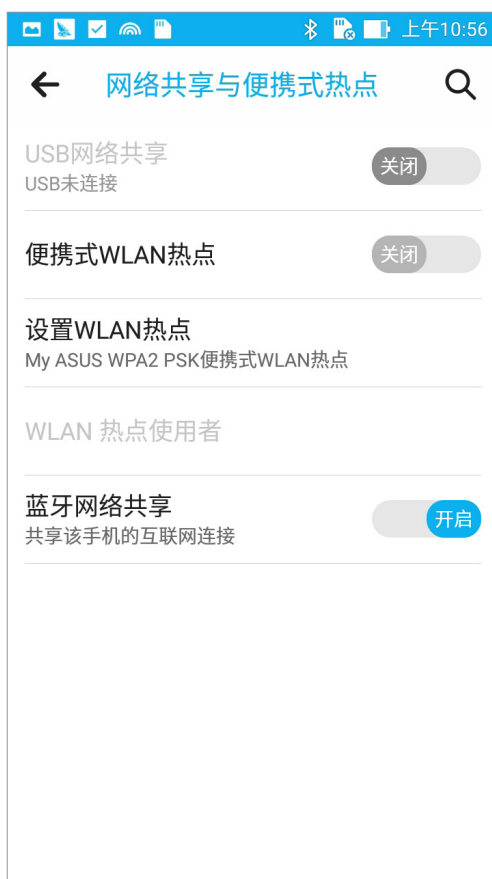 上午10:56
网络共享与便携式热点
USB网络共享
USB未连接
关闭
便携式WLAN热点
关闭
设置WLAN热点
My ASUS WPA2 PSK便携式WLAN热点
WLAN 热点使用者
蓝牙网络共享
共享该手机的互联网连接
开启